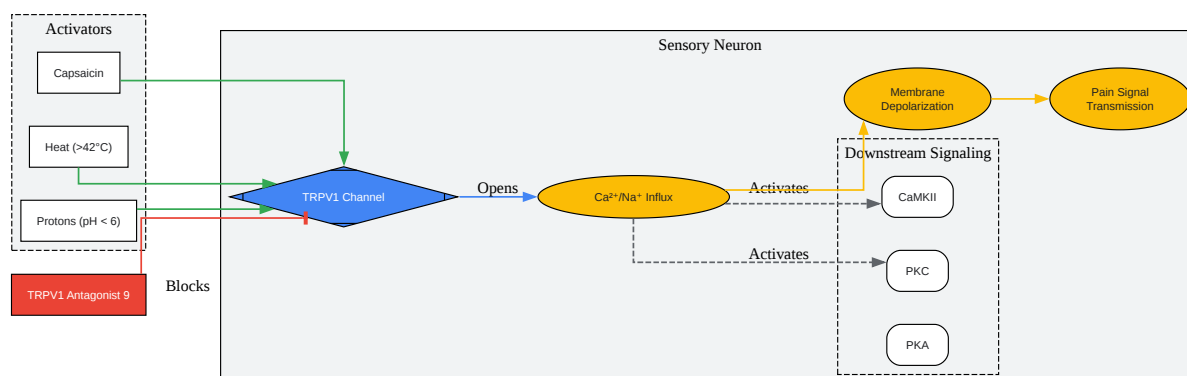 Activators
Capsaicin
Heat (>42°C)
Protons (pH < 6)
TRPV1 Antagonist 9
Blocks
Sensory Neuron
TRPV1 Channel
Opens
Ca²⁺/Na⁺ Influx
Activates
Activates
Membrane
Depolarization
Pain Signal
Transmission
Downstream Signaling
CaMKII
PKC
PKA